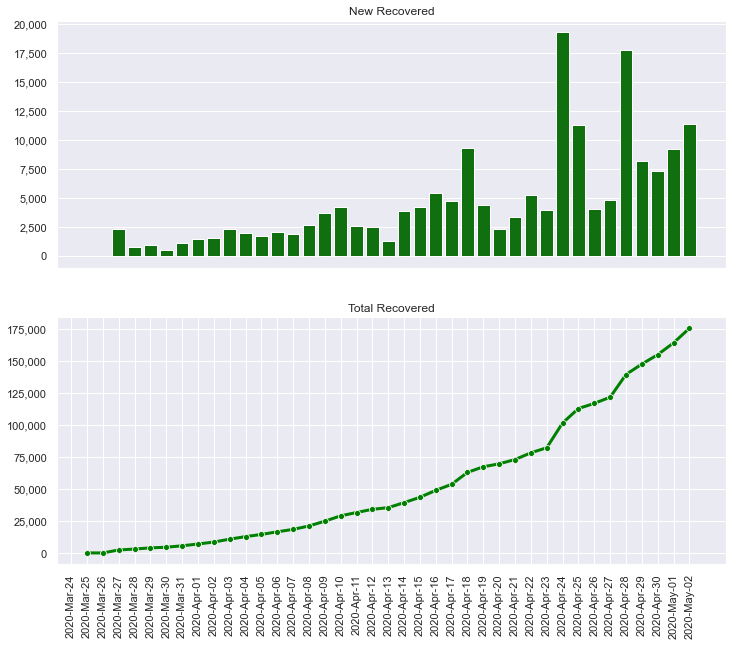 New Recovered
20,000
17,500
15,000
12,500
10,000
7,500
5,000
2,500
0
Total Recovered
175,000
150,000
125,000
100,000
75,000
50,000
25,000
0
2020-Mar-24
2020-Mar-25
2020-Mar-26
2020-Mar-27
2020-Mar-28
2020-Mar-29
2020-Mar-30
2020-Mar-31
2020-Apr-01
2020-Apr-02
2020-Apr-03
2020-Apr-04
2020-Apr-05
2020-Apr-06
2020-Apr-07
2020-Apr-08
2020-Apr-09
2020-Apr-10
2020-Apr-11
2020-Apr-12
2020-Apr-13
2020-Apr-14
2020-Apr-15
2020-Apr-16
2020-Apr-17
2020-Apr-18
2020-Apr-19
2020-Apr-20
2020-Apr-21
2020-Apr-22
2020-Apr-23
2020-Apr-24
2020-Apr-25
2020-Apr-26
2020-Apr-27
2020-Apr-28
2020-Apr-29
2020-Apr-30
2020-May-01
2020-May-02